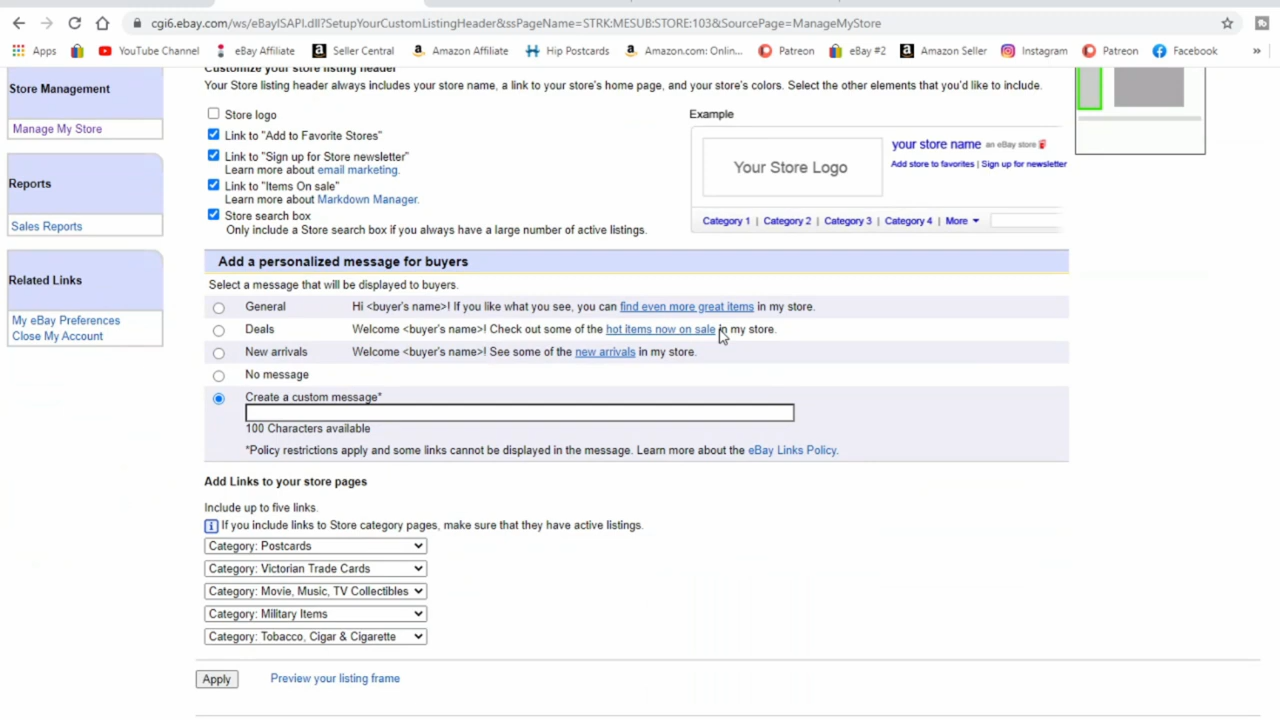 cgi6.ebay.com/ws/eBayISAPI.dll?SetupYourCustomListingHeader&ssPageName=STRK:MESUB:STORE:103&SourcePage=ManageMyStore
Apps YouTube Channel eBay Affiliate Seller Central Amazon Affiliate Hip Postcards Amazon.com: Onlin... Patreon eBay #2 Amazon Seller Instagram Patreon Facebook »
Customize your store listing header
Your Store listing header always includes your store name, a link to your store's home page, and your store's colors. Select the other elements that you'd like to include.
Store Management
Manage My Store
Reports
Sales Reports
Related Links
My eBay Preferences
Close My Account
Store logo
Link to "Add to Favorite Stores"
Link to "Sign up for Store newsletter"
Learn more about email marketing.
Link to "Items On sale"
Learn more about Markdown Manager.
Store search box
Only include a Store search box if you always have a large number of active listings.
Example
Your Store Logo
your store name an eBay store
Add store to favorites | Sign up for newsletter
Category 1 | Category 2 | Category 3 | Category 4 | More
Add a personalized message for buyers
Select a message that will be displayed to buyers.
General Hi <buyer's name>! If you like what you see, you can find even more great items in my store.
Deals Welcome <buyer's name>! Check out some of the hot items now on sale in my store.
New arrivals Welcome <buyer's name>! See some of the new arrivals in my store.
No message
Create a custom message*
100 Characters available
*Policy restrictions apply and some links cannot be displayed in the message. Learn more about the eBay Links Policy.
Add Links to your store pages
Include up to five links.
i If you include links to Store category pages, make sure that they have active listings.
Category: Postcards
Category: Victorian Trade Cards
Category: Movie, Music, TV Collectibles
Category: Military Items
Category: Tobacco, Cigar & Cigarette
Apply Preview your listing frame